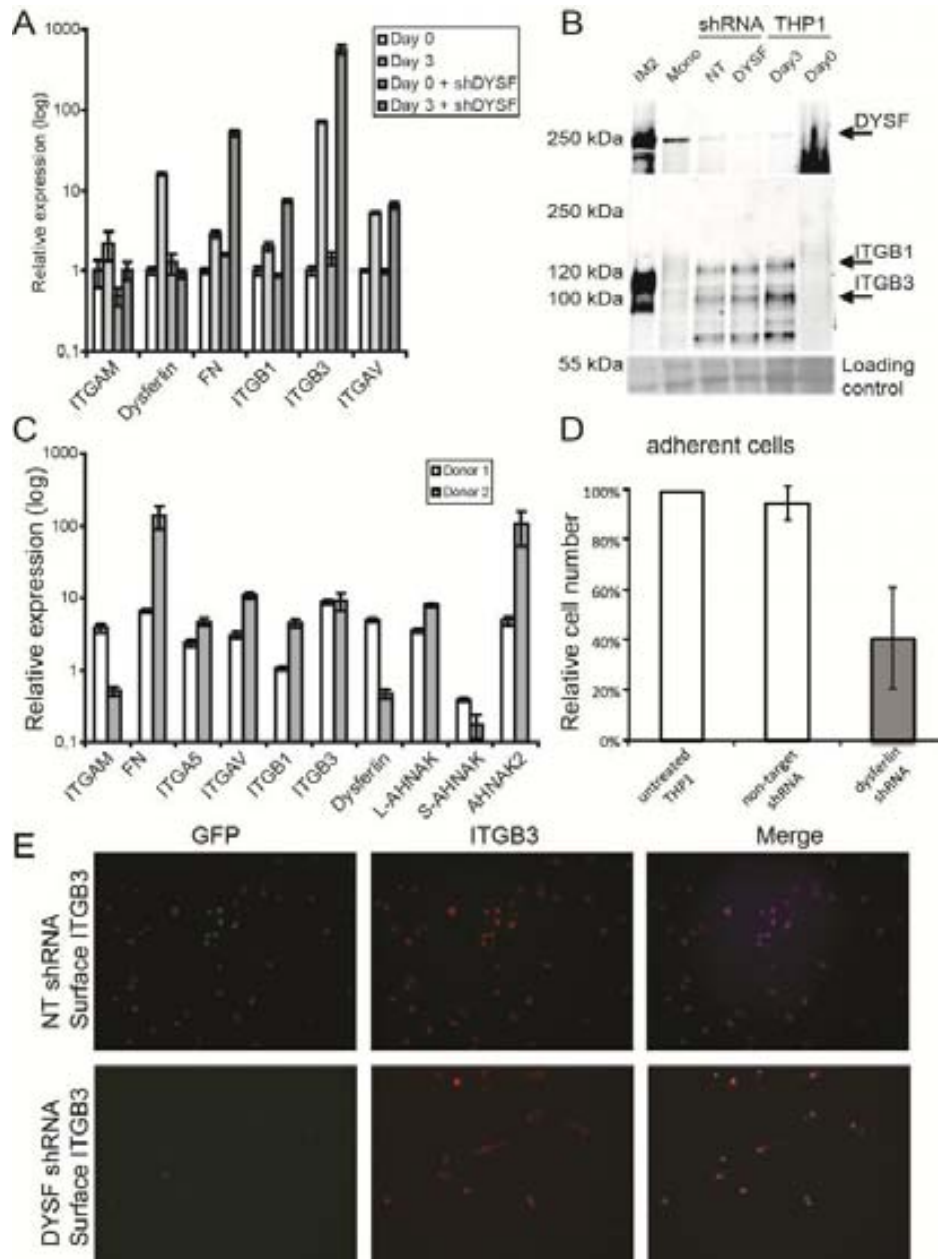 A
1000
100
10
1
0.1
Relative expression (log)
Day 0
Day 3
Day 0 + shDYSF
Day 3 + shDYSF
ITGAM
Dysferlin
FN
ITGB1
ITGB3
ITGAV
B
shRNA THP1
IM2
Mono
NT
DYSF
Day3
Day0
250 kDa
DYSF
250 kDa
120 kDa
ITGB1
100 kDa
ITGB3
55 kDa
Loading
control
C
1000
100
10
1
0.1
Relative expression (log)
Donor 1
Donor 2
ITGAM
FN
ITGA5
ITGAV
ITGB1
ITGB3
Dysferlin
L-AHNAK
S-AHNAK
AHNAK2
D
adherent cells
100%
80%
60%
40%
20%
0%
Relative cell number
untreated
THP1
non-target
shRNA
dysferlin
shRNA
E
GFP ITGB3 Merge
NT shRNA
Surface ITGB3
DYSF shRNA
Surface ITGB3